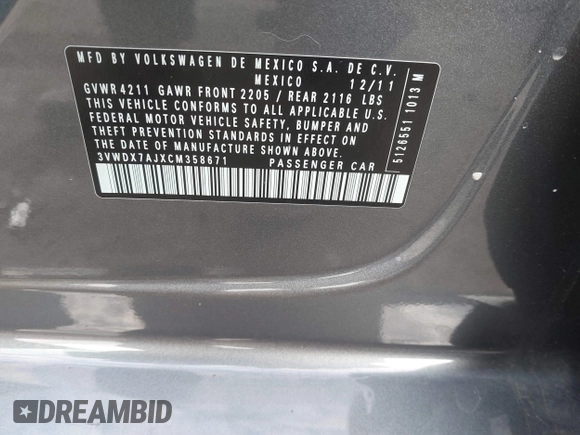 MFD BY VOLKSWAGEN DE MEXICO S.A. DE C.V.
MEXICO 12/11
GVWR 4211 GAWR FRONT 2205 / REAR 2116 LBS
THIS VEHICLE CONFORMS TO ALL APPLICABLE U.S.
FEDERAL MOTOR VEHICLE SAFETY, BUMPER AND
THEFT PREVENTION STANDARDS IN EFFECT ON
THE DATE OF MANUFACTURE SHOWN ABOVE.
3VWDX7AJXCM358671 PASSENGER CAR
5126551 1013 M
DREAMBID